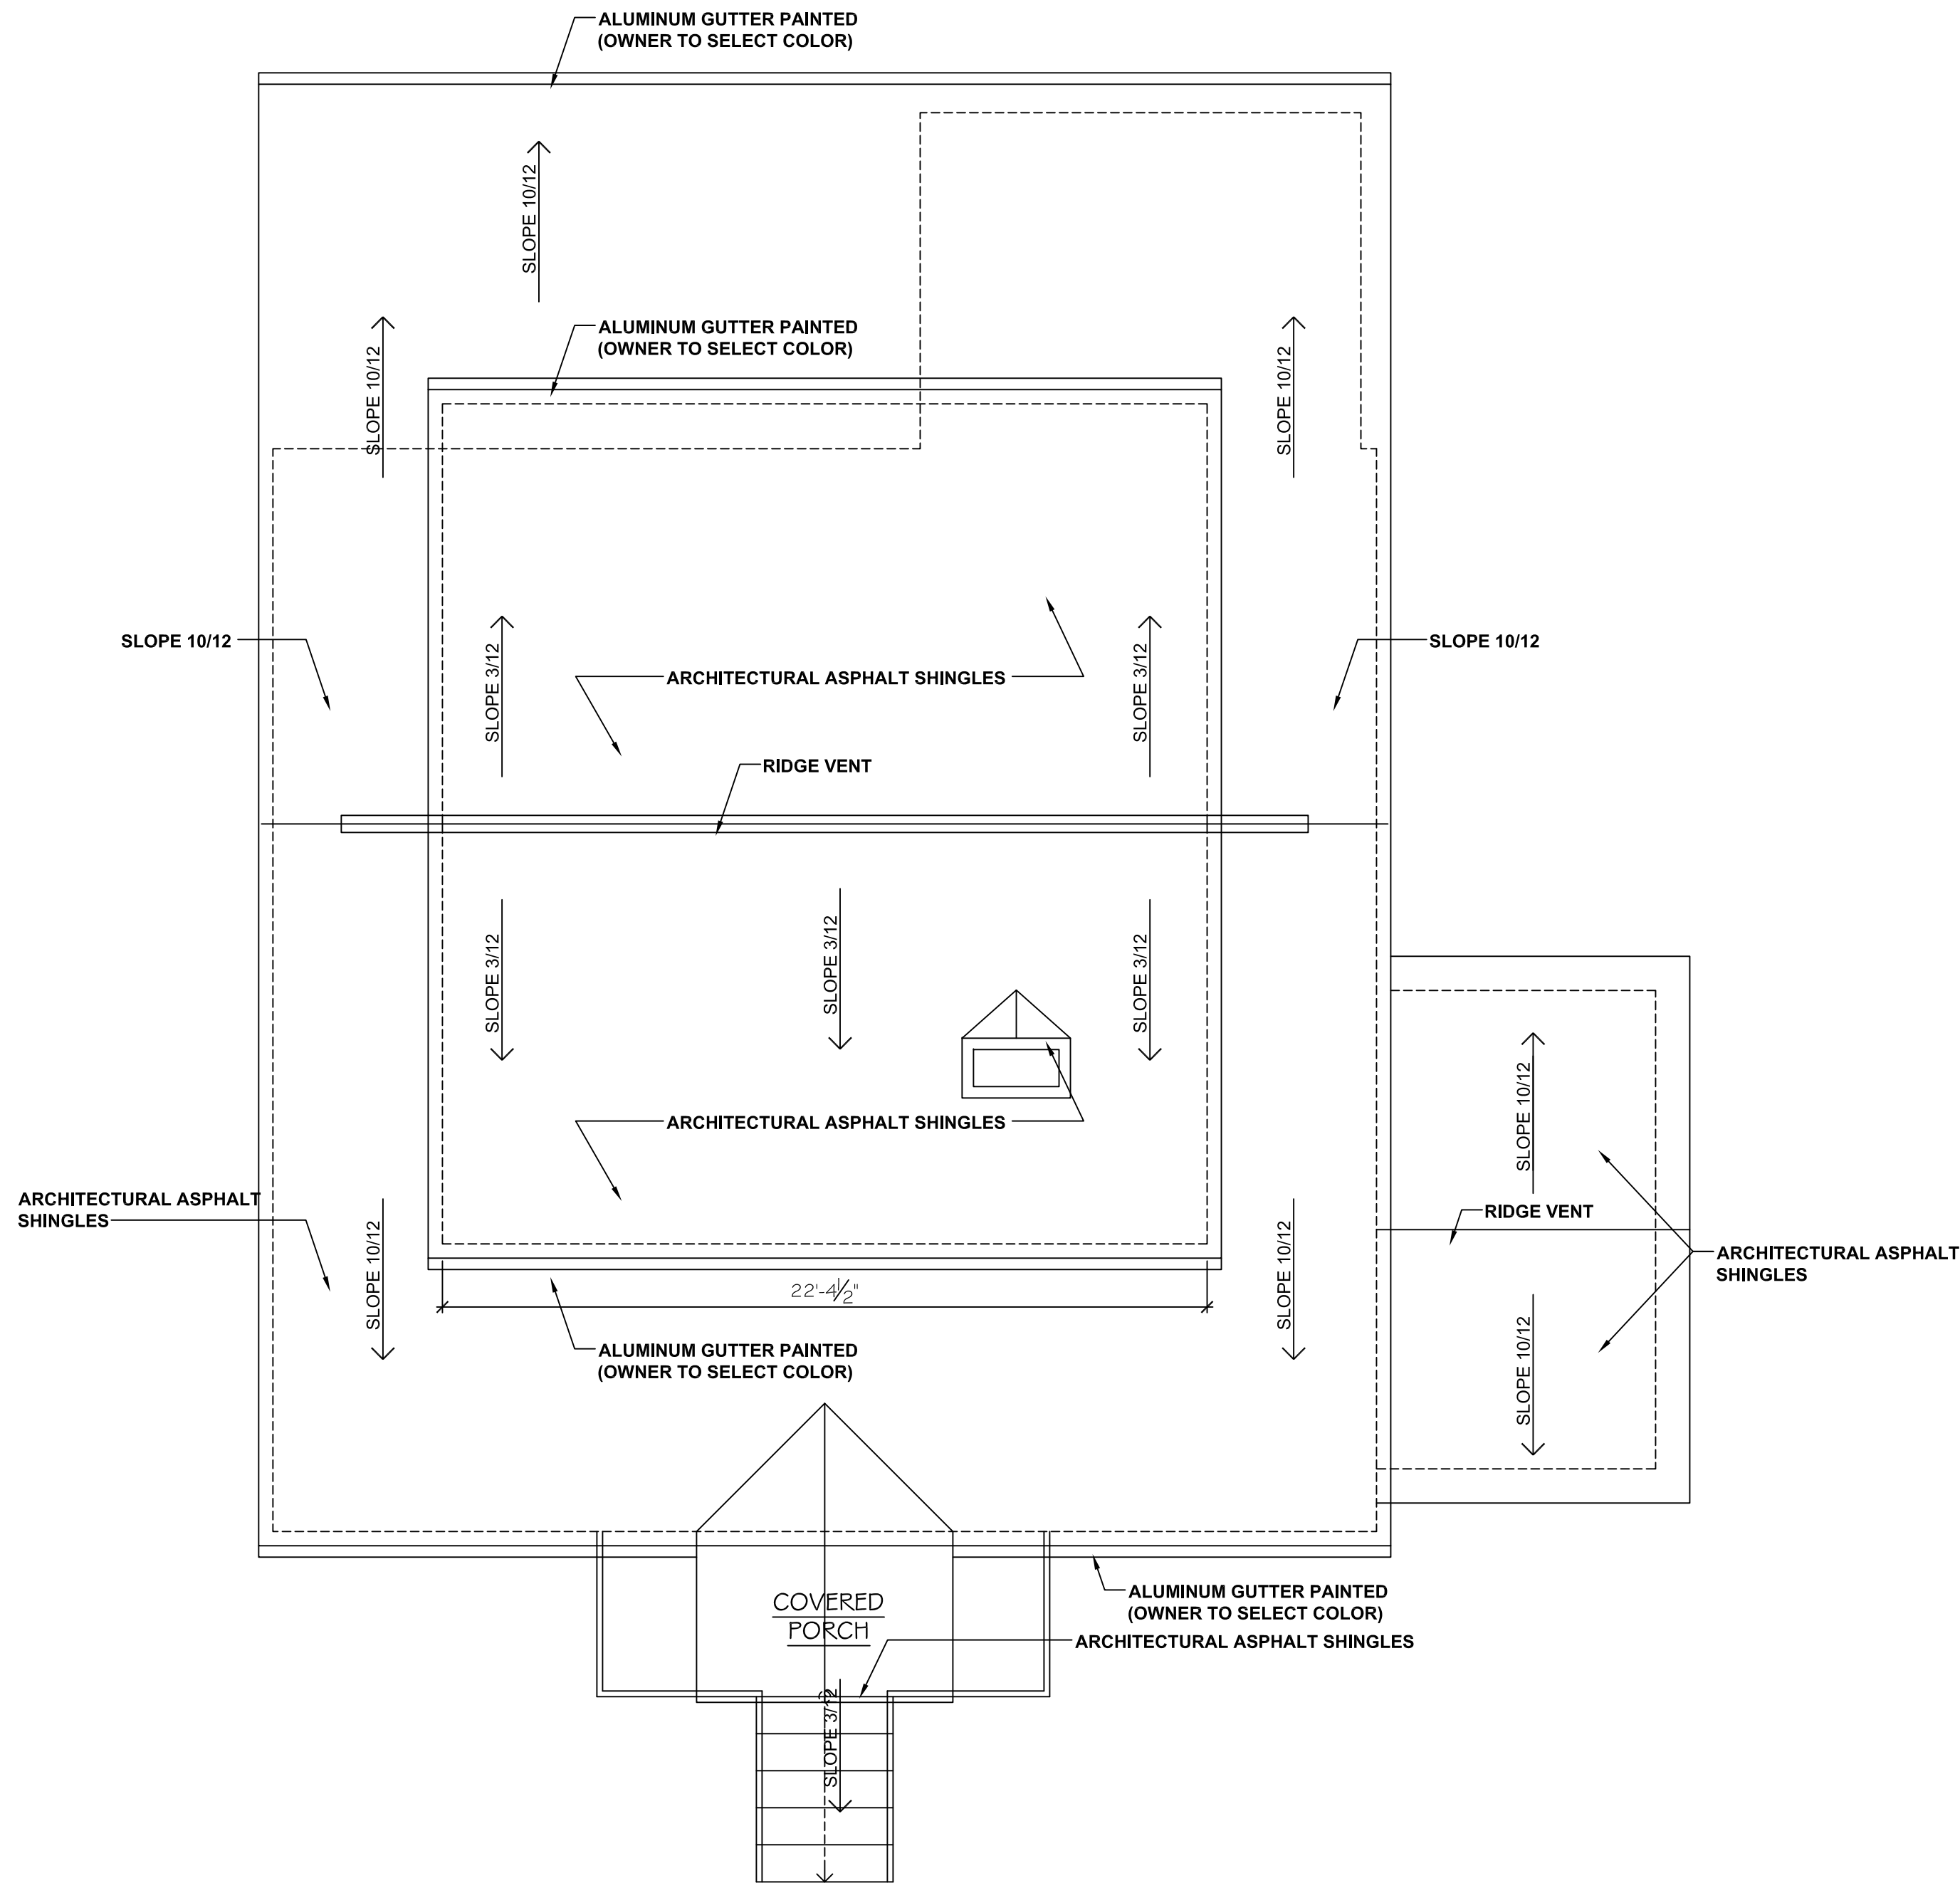 ALUMINUM GUTTER PAINTED
(OWNER TO SELECT COLOR)
SLOPE 10/12
ALUMINUM GUTTER PAINTED
(OWNER TO SELECT COLOR)
SLOPE 10/12
SLOPE 10/12
SLOPE 10/12
SLOPE 10/12
SLOPE 3/12
ARCHITECTURAL ASPHALT SHINGLES
SLOPE 3/12
RIDGE VENT
SLOPE 3/12
SLOPE 3/12
SLOPE 3/12
ARCHITECTURAL ASPHALT SHINGLES
SLOPE 10/12
ARCHITECTURAL ASPHALT
SHINGLES
RIDGE VENT
ARCHITECTURAL ASPHALT
SHINGLES
SLOPE 10/12
SLOPE 10/12
SLOPE 10/12
22'-4 1/2"
ALUMINUM GUTTER PAINTED
(OWNER TO SELECT COLOR)
COVERED
PORCH
ALUMINUM GUTTER PAINTED
(OWNER TO SELECT COLOR)
ARCHITECTURAL ASPHALT SHINGLES
SLOPE 3/12